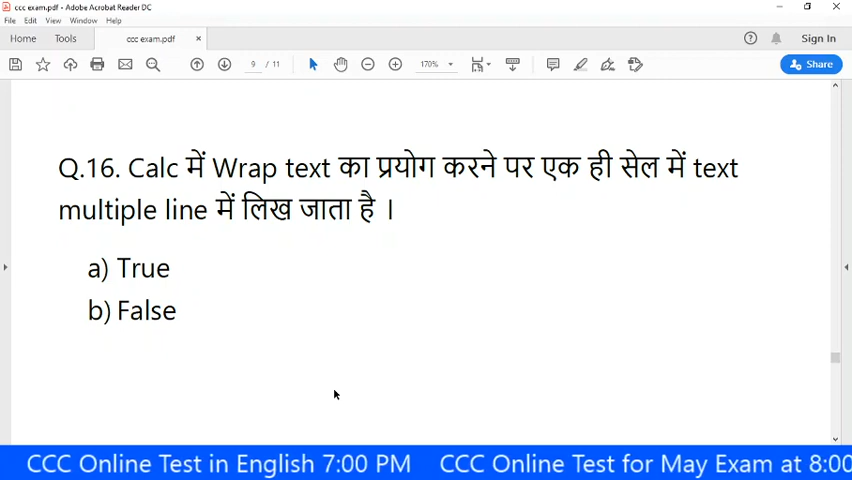 ccc exam.pdf - Adobe Acrobat Reader DC
File Edit View Window Help
Home Tools ccc exam.pdf × Sign In
9 / 11 170% Share
Q.16. Calc में Wrap text का प्रयोग करने पर एक ही सेल में text
multiple line में लिख जाता है ।
a) True
b) False
CCC Online Test in English 7:00 PM CCC Online Test for May Exam at 8:00